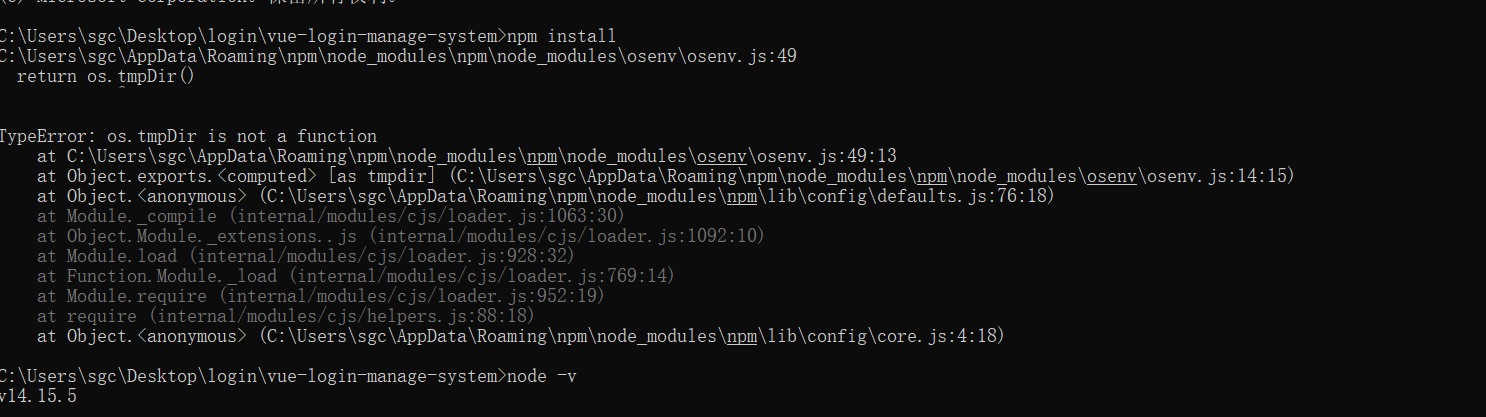 C:\Users\sgc\Desktop\login\vue-login-manage-system>npm install
C:\Users\sgc\AppData\Roaming\npm\node_modules\npm\node_modules\osenv\osenv.js:49
  return os.tmpDir()
            ^
TypeError: os.tmpDir is not a function
    at C:\Users\sgc\AppData\Roaming\npm\node_modules\npm\node_modules\osenv\osenv.js:49:13
    at Object.exports.<computed> [as tmpdir] (C:\Users\sgc\AppData\Roaming\npm\node_modules\npm\node_modules\osenv\osenv.js:14:15)
    at Object.<anonymous> (C:\Users\sgc\AppData\Roaming\npm\node_modules\npm\lib\config\defaults.js:76:18)
    at Module._compile (internal/modules/cjs/loader.js:1063:30)
    at Object.Module._extensions..js (internal/modules/cjs/loader.js:1092:10)
    at Module.load (internal/modules/cjs/loader.js:928:32)
    at Function.Module._load (internal/modules/cjs/loader.js:769:14)
    at Module.require (internal/modules/cjs/loader.js:952:19)
    at require (internal/modules/cjs/helpers.js:88:18)
    at Object.<anonymous> (C:\Users\sgc\AppData\Roaming\npm\node_modules\npm\lib\config\core.js:4:18)
C:\Users\sgc\Desktop\login\vue-login-manage-system>node -v
v14.15.5